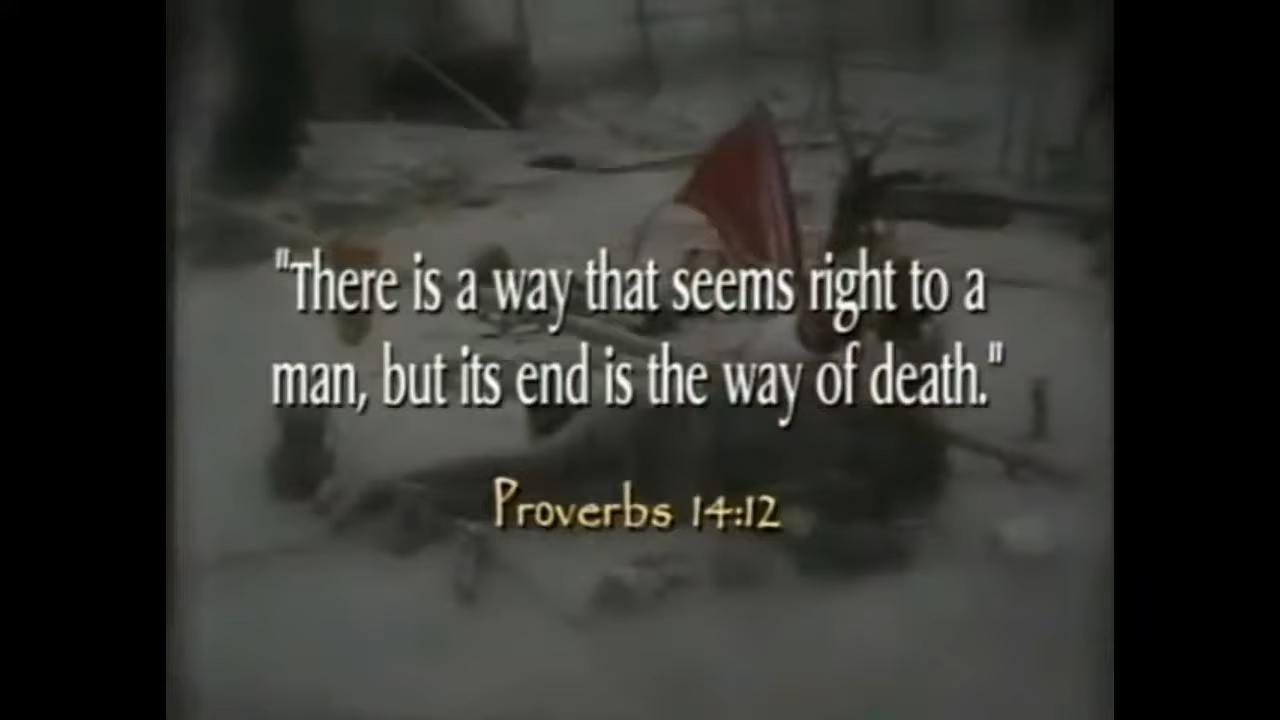 "There is a way that seems right to a
man, but its end is the way of death."
Proverbs 14:12